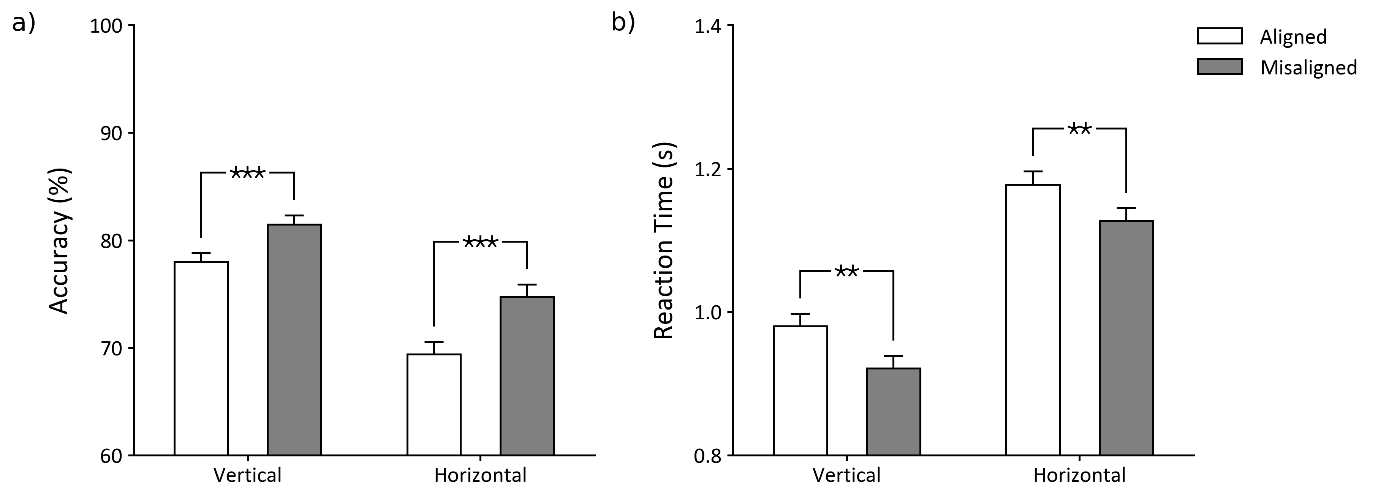 a)
100
90
80
70
60
Accuracy (%)
***
***
Vertical
Horizontal
b)
1.4
1.2
1.0
0.8
Reaction Time (s)
**
**
Vertical
Horizontal
Aligned
Misaligned